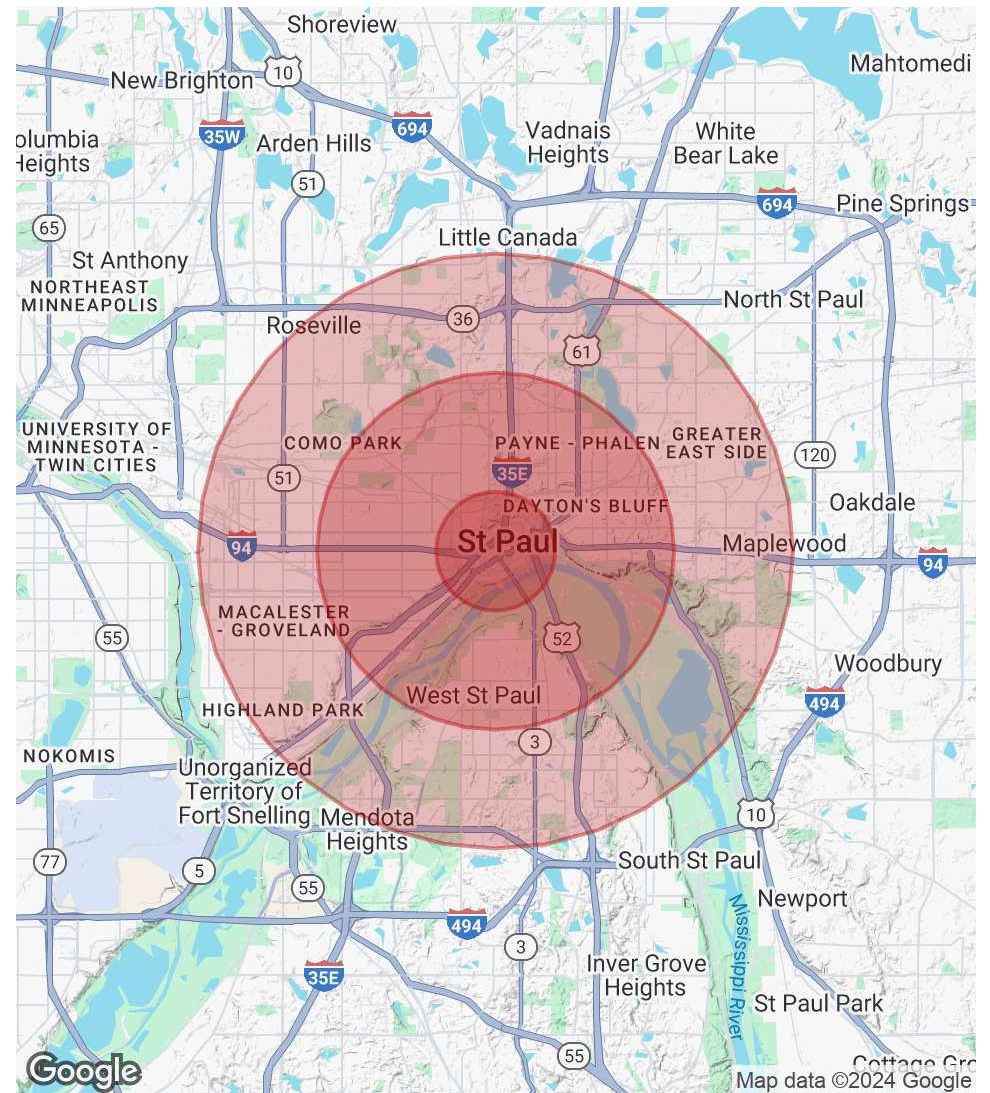 Shoreview
Mahtomedi
New Brighton
10
35W
694
olumbia
Heights
Arden Hills
Vadnais
Heights
White
Bear Lake
51
694
Pine Springs
65
Little Canada
St Anthony
NORTHEAST
MINNEAPOLIS
North St Paul
36
Roseville
61
UNIVERSITY OF
MINNESOTA -
TWIN CITIES
COMO PARK
PAYNE - PHALEN
GREATER
EAST SIDE
120
51
35E
Oakdale
DAYTON'S BLUFF
94
St Paul
Maplewood
94
MACALESTER
- GROVELAND
55
52
Woodbury
West St Paul
494
HIGHLAND PARK
3
NOKOMIS
Unorganized
Territory of
Fort Snelling
Mendota
Heights
10
77
5
55
South St Paul
Newport
494
3
Mississippi River
35E
Inver Grove
Heights
St Paul Park
55
Cottage Gro
Google
Map data ©2024 Google